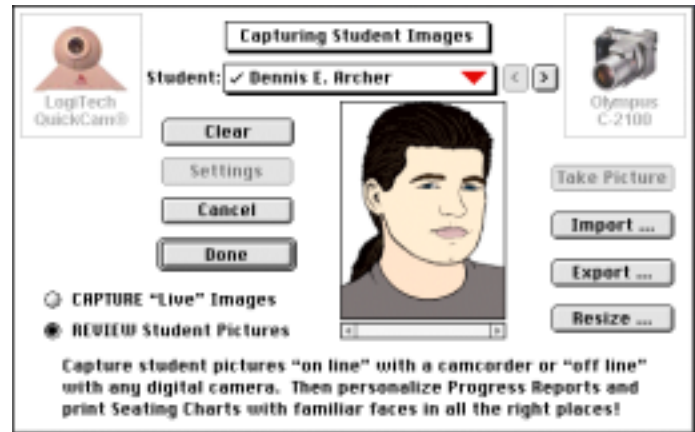 Capturing Student Images
Student: ✓ Dennis E. Archer
< >
LogiTech
QuickCam®
Olympus
C-2100
Clear
Settings
Cancel
Done
Take Picture
Import ...
Export ...
Resize ...
CAPTURE “Live” Images
REVIEW Student Pictures
Capture student pictures “on line” with a camcorder or “off line”
with any digital camera. Then personalize Progress Reports and
print Seating Charts with familiar faces in all the right places!